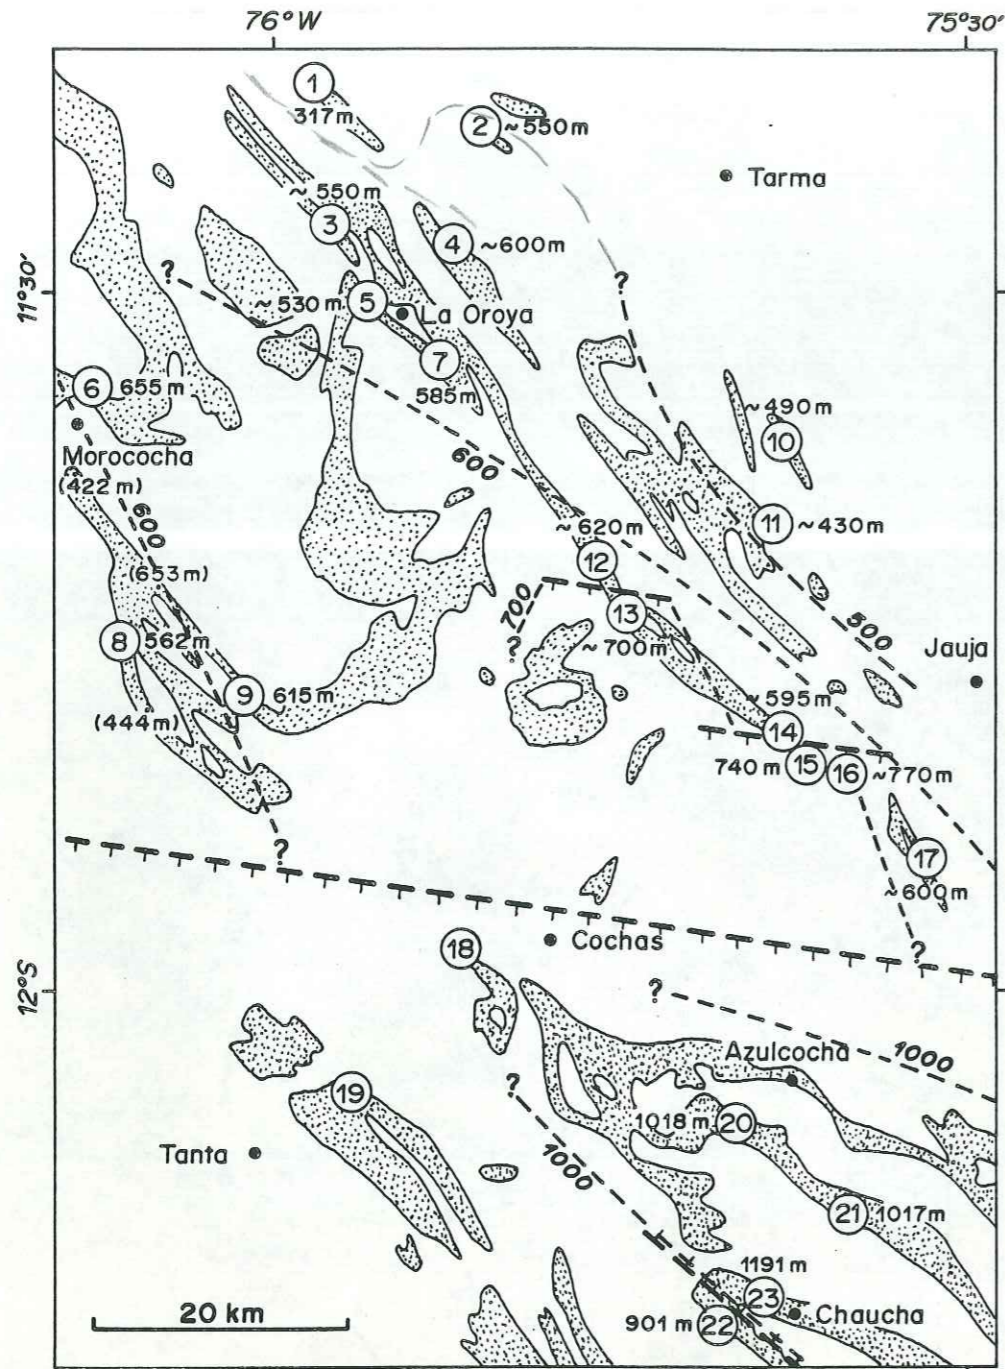 76°W
75°30'
1
317m
2
~550m
Tarma
~550m
3
4
~600m
?
?
11°30'
~530m
5
La Oroya
7
585m
6
655m
~490m
10
Morococha
(422m)
600
600
11
~430m
~620m
12
(653m)
700
13
500
8
562m
?
~700m
Jauja
9
615m
~595m
(444m)
14
740m
15
16
~770m
?
17
~600m
18
Cochas
?
12°S
?
1000
Azulcocha
?
19
1018m
20
Tanta
1000
21
1017m
1191m
20 km
23
Chaucha
901m
22